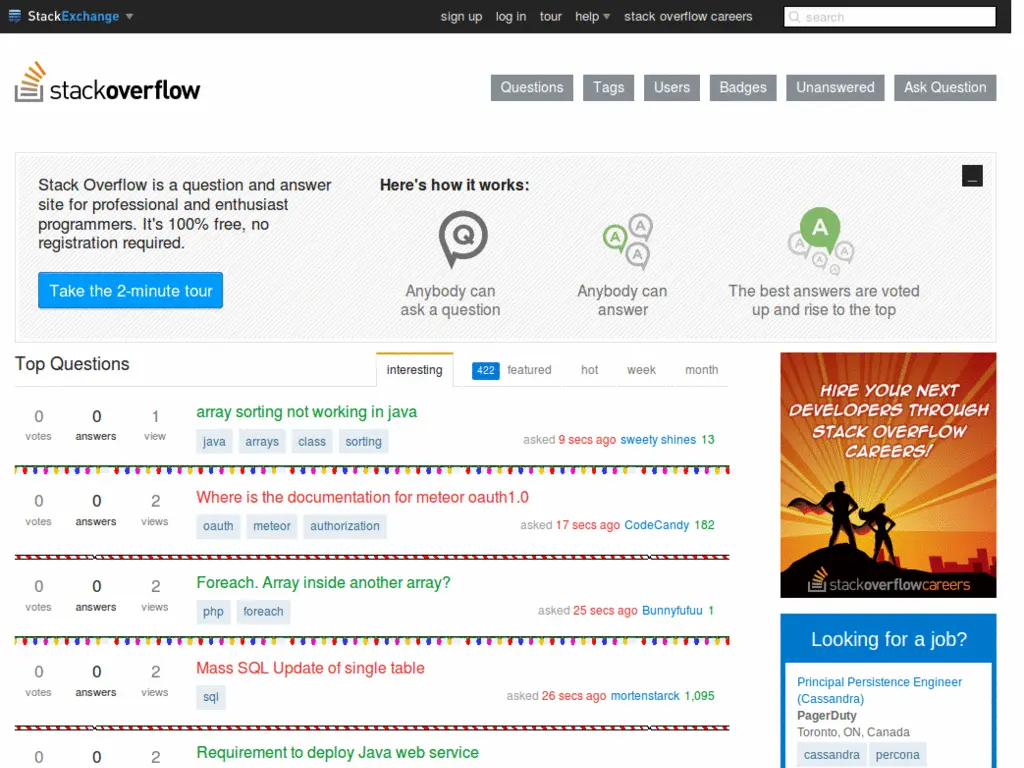 StackExchange
sign up log in tour help stack overflow careers
search
stackoverflow
Questions Tags Users Badges Unanswered Ask Question
Stack Overflow is a question and answer
site for professional and enthusiast
programmers. It's 100% free, no
registration required.
Take the 2-minute tour
Here's how it works:
_
Q
Anybody can
ask a question
A A A
Anybody can
answer
A A A A A
The best answers are voted
up and rise to the top
Top Questions
interesting 422 featured hot week month
0 0 1
votes answers view
array sorting not working in java
java arrays class sorting
asked 9 secs ago sweety shines 13
0 0 2
votes answers views
Where is the documentation for meteor oauth1.0
oauth meteor authorization
asked 17 secs ago CodeCandy 182
0 0 2
votes answers views
Foreach. Array inside another array?
php foreach
asked 25 secs ago Bunnyfufuu 1
0 0 2
votes answers views
Mass SQL Update of single table
sql
asked 26 secs ago mortenstarck 1,095
0 0 2
Requirement to deploy Java web service
HIRE YOUR NEXT
DEVELOPERS THROUGH
STACK OVERFLOW
CAREERS!
stackoverflowcareers
Looking for a job?
Principal Persistence Engineer
(Cassandra)
PagerDuty
Toronto, ON, Canada
cassandra percona